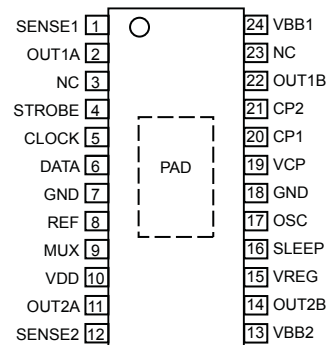 SENSE1 1
OUT1A 2
NC 3
STROBE 4
CLOCK 5
DATA 6
GND 7
REF 8
MUX 9
VDD 10
OUT2A 11
SENSE2 12
PAD
24 VBB1
23 NC
22 OUT1B
21 CP2
20 CP1
19 VCP
18 GND
17 OSC
16 SLEEP
15 VREG
14 OUT2B
13 VBB2